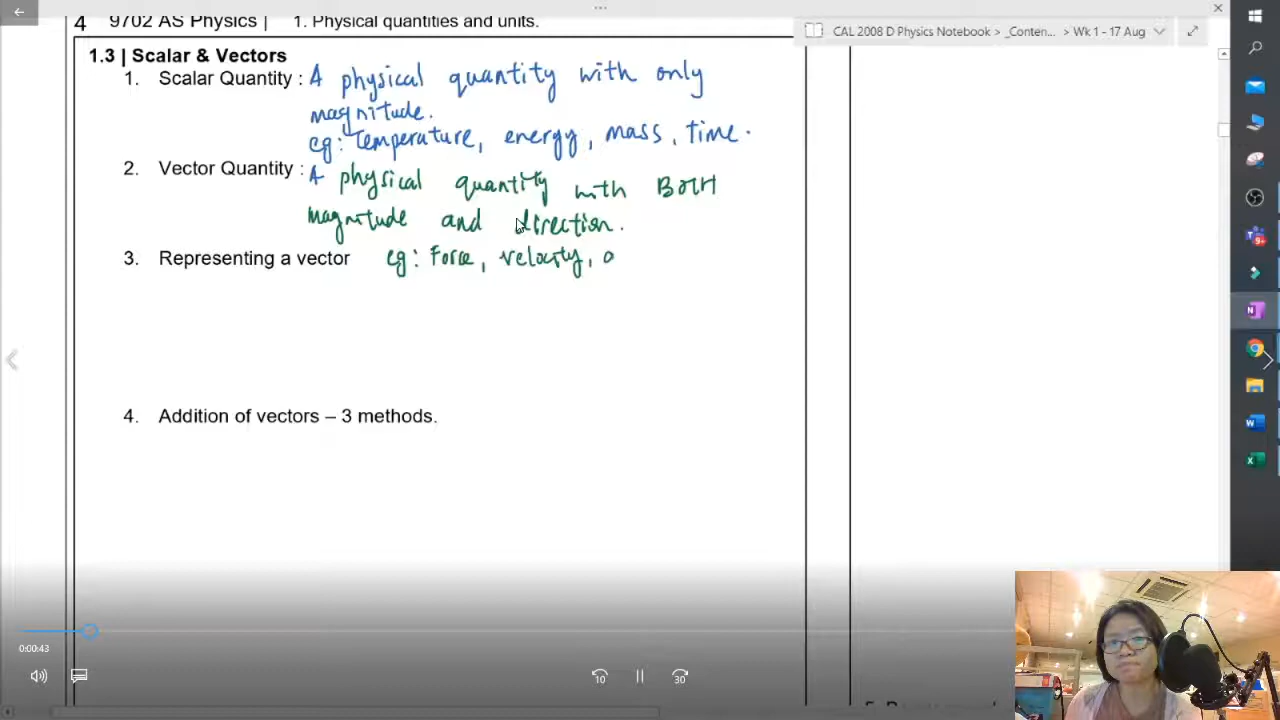 4 9702 AS Physics | 1. Physical quantities and units.
CAL 2008 D Physics Notebook > _Conten... > Wk 1 - 17 Aug
1.3 | Scalar & Vectors
1. Scalar Quantity : A physical quantity with only
magnitude.
eg: Temperature, energy, mass, time.
2. Vector Quantity : A physical quantity with BOTH
magnitude and direction.
3. Representing a vector eg: Force, velocity, a
4. Addition of vectors – 3 methods.
0:00:43
10
30
9+